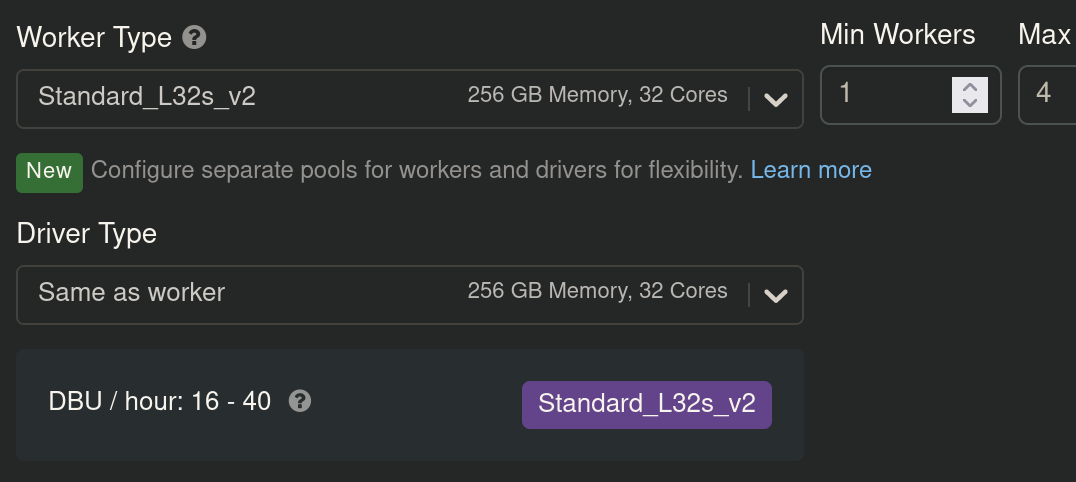 Worker Type ? Min Workers Max
Standard_L32s_v2 256 GB Memory, 32 Cores 1 4
New Configure separate pools for workers and drivers for flexibility. Learn more
Driver Type
Same as worker 256 GB Memory, 32 Cores
DBU / hour: 16 - 40 ? Standard_L32s_v2